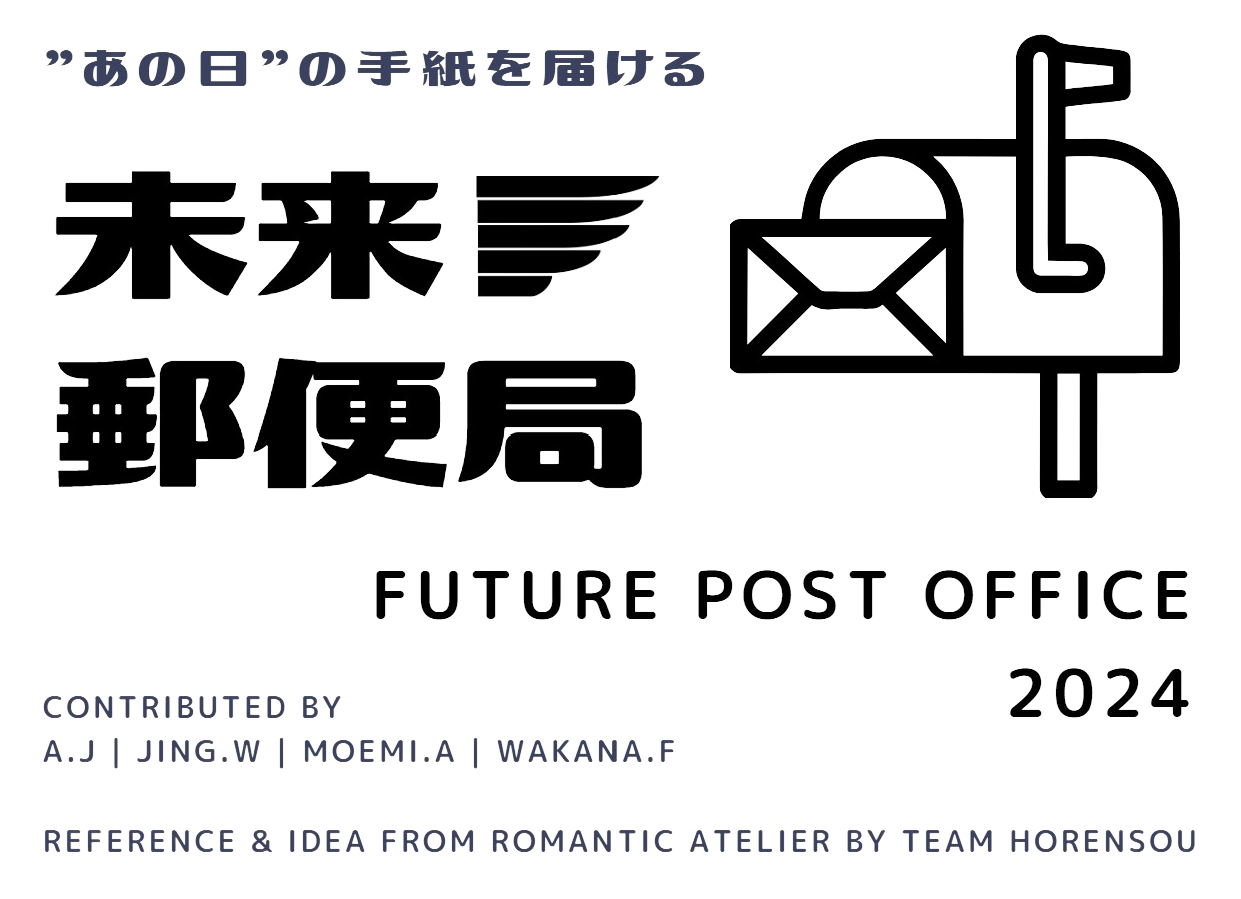 ”あの日”の手紙を届ける
未来
郵便局
FUTURE POST OFFICE
2024
CONTRIBUTED BY
A.J | JING.W | MOEMI.A | WAKANA.F
REFERENCE & IDEA FROM ROMANTIC ATELIER BY TEAM HORENSOU